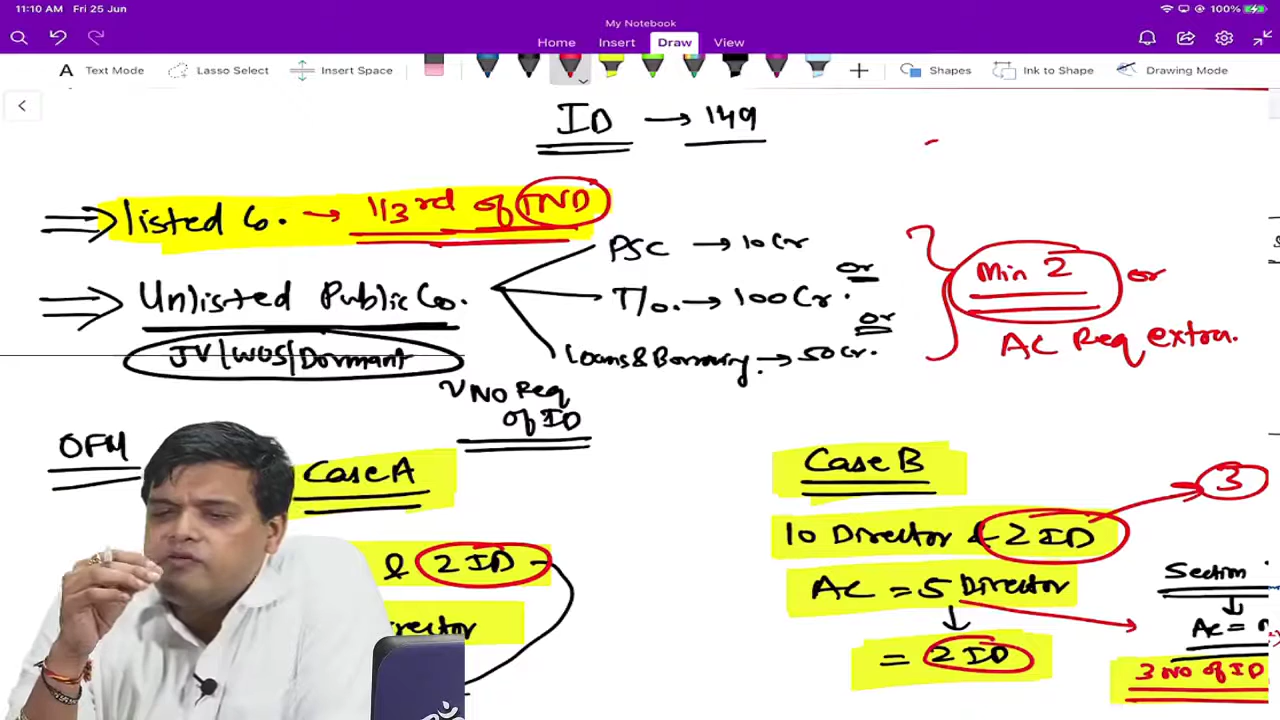 11:10 AM Fri 25 Jun
100%
My Notebook
Home Insert Draw View
Text Mode Lasso Select Insert Space Shapes Ink to Shape Drawing Mode
ID → 149
⇒ listed Co. → 1/3rd of TND
⇒ Unlisted Public Co.
JV/WOS/Dormant
PSC → 10 Cr
or
T/o. → 100 Cr.
or
Loans & Borrowing. → 50 Cr.
Min 2 or
AC Req extra.
NO Req
of ID
OFM
Case A
& 2 ID
Case B
10 Director & 2 ID
3
AC = 5 Director
= 2 ID
Section
AC =
3 No of ID